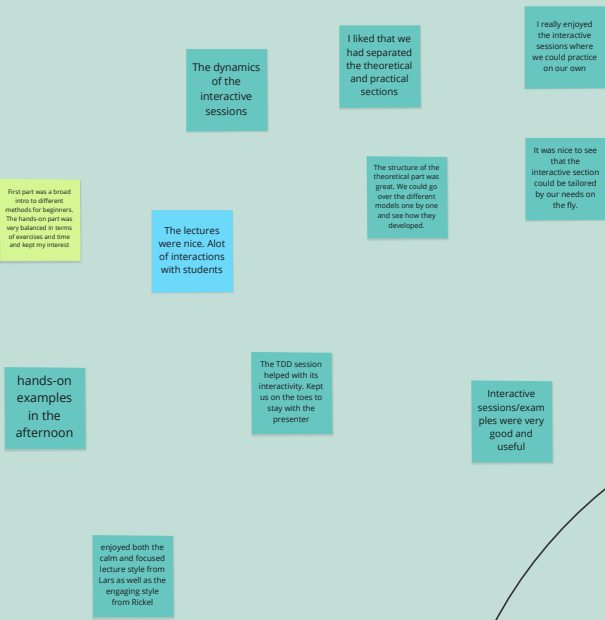 I really enjoyed
the interactive
sessions where
we could practice
on our own
I liked that we
had separated
the theoretical
and practical
sections
The dynamics
of the
interactive
sessions
It was nice to see
that the
interactive section
could be tailored
by our needs on
the fly.
The structure of the
theoretical part was
great. We could go
over the different
models one by one
and see how they
developed.
First part was a broad
intro to different
methods for beginners.
The hands-on part was
very balanced in terms
of exercises and time
and kept my interest
The lectures
were nice. Alot
of interactions
with students
The TDD session
helped with its
interactivity. Kept
us on the toes to
stay with the
presenter
hands-on
examples
in the
afternoon
Interactive
sessions/exam
ples were very
good and
useful
enjoyed both the
calm and focused
lecture style from
Lars as well as the
engaging style
from Rickel